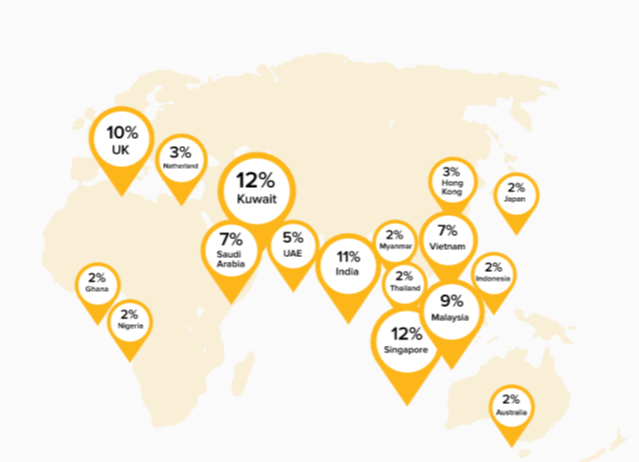 10%
UK
3%
Natherland
12%
Kuwait
3%
Hong
Kong
2%
Japan
7%
Saudi
Arabia
5%
UAE
11%
India
2%
Myanmar
7%
Vietnam
2%
Thailand
2%
Indonesia
2%
Ghana
2%
Nigeria
9%
Malaysia
12%
Singapore
2%
Australia